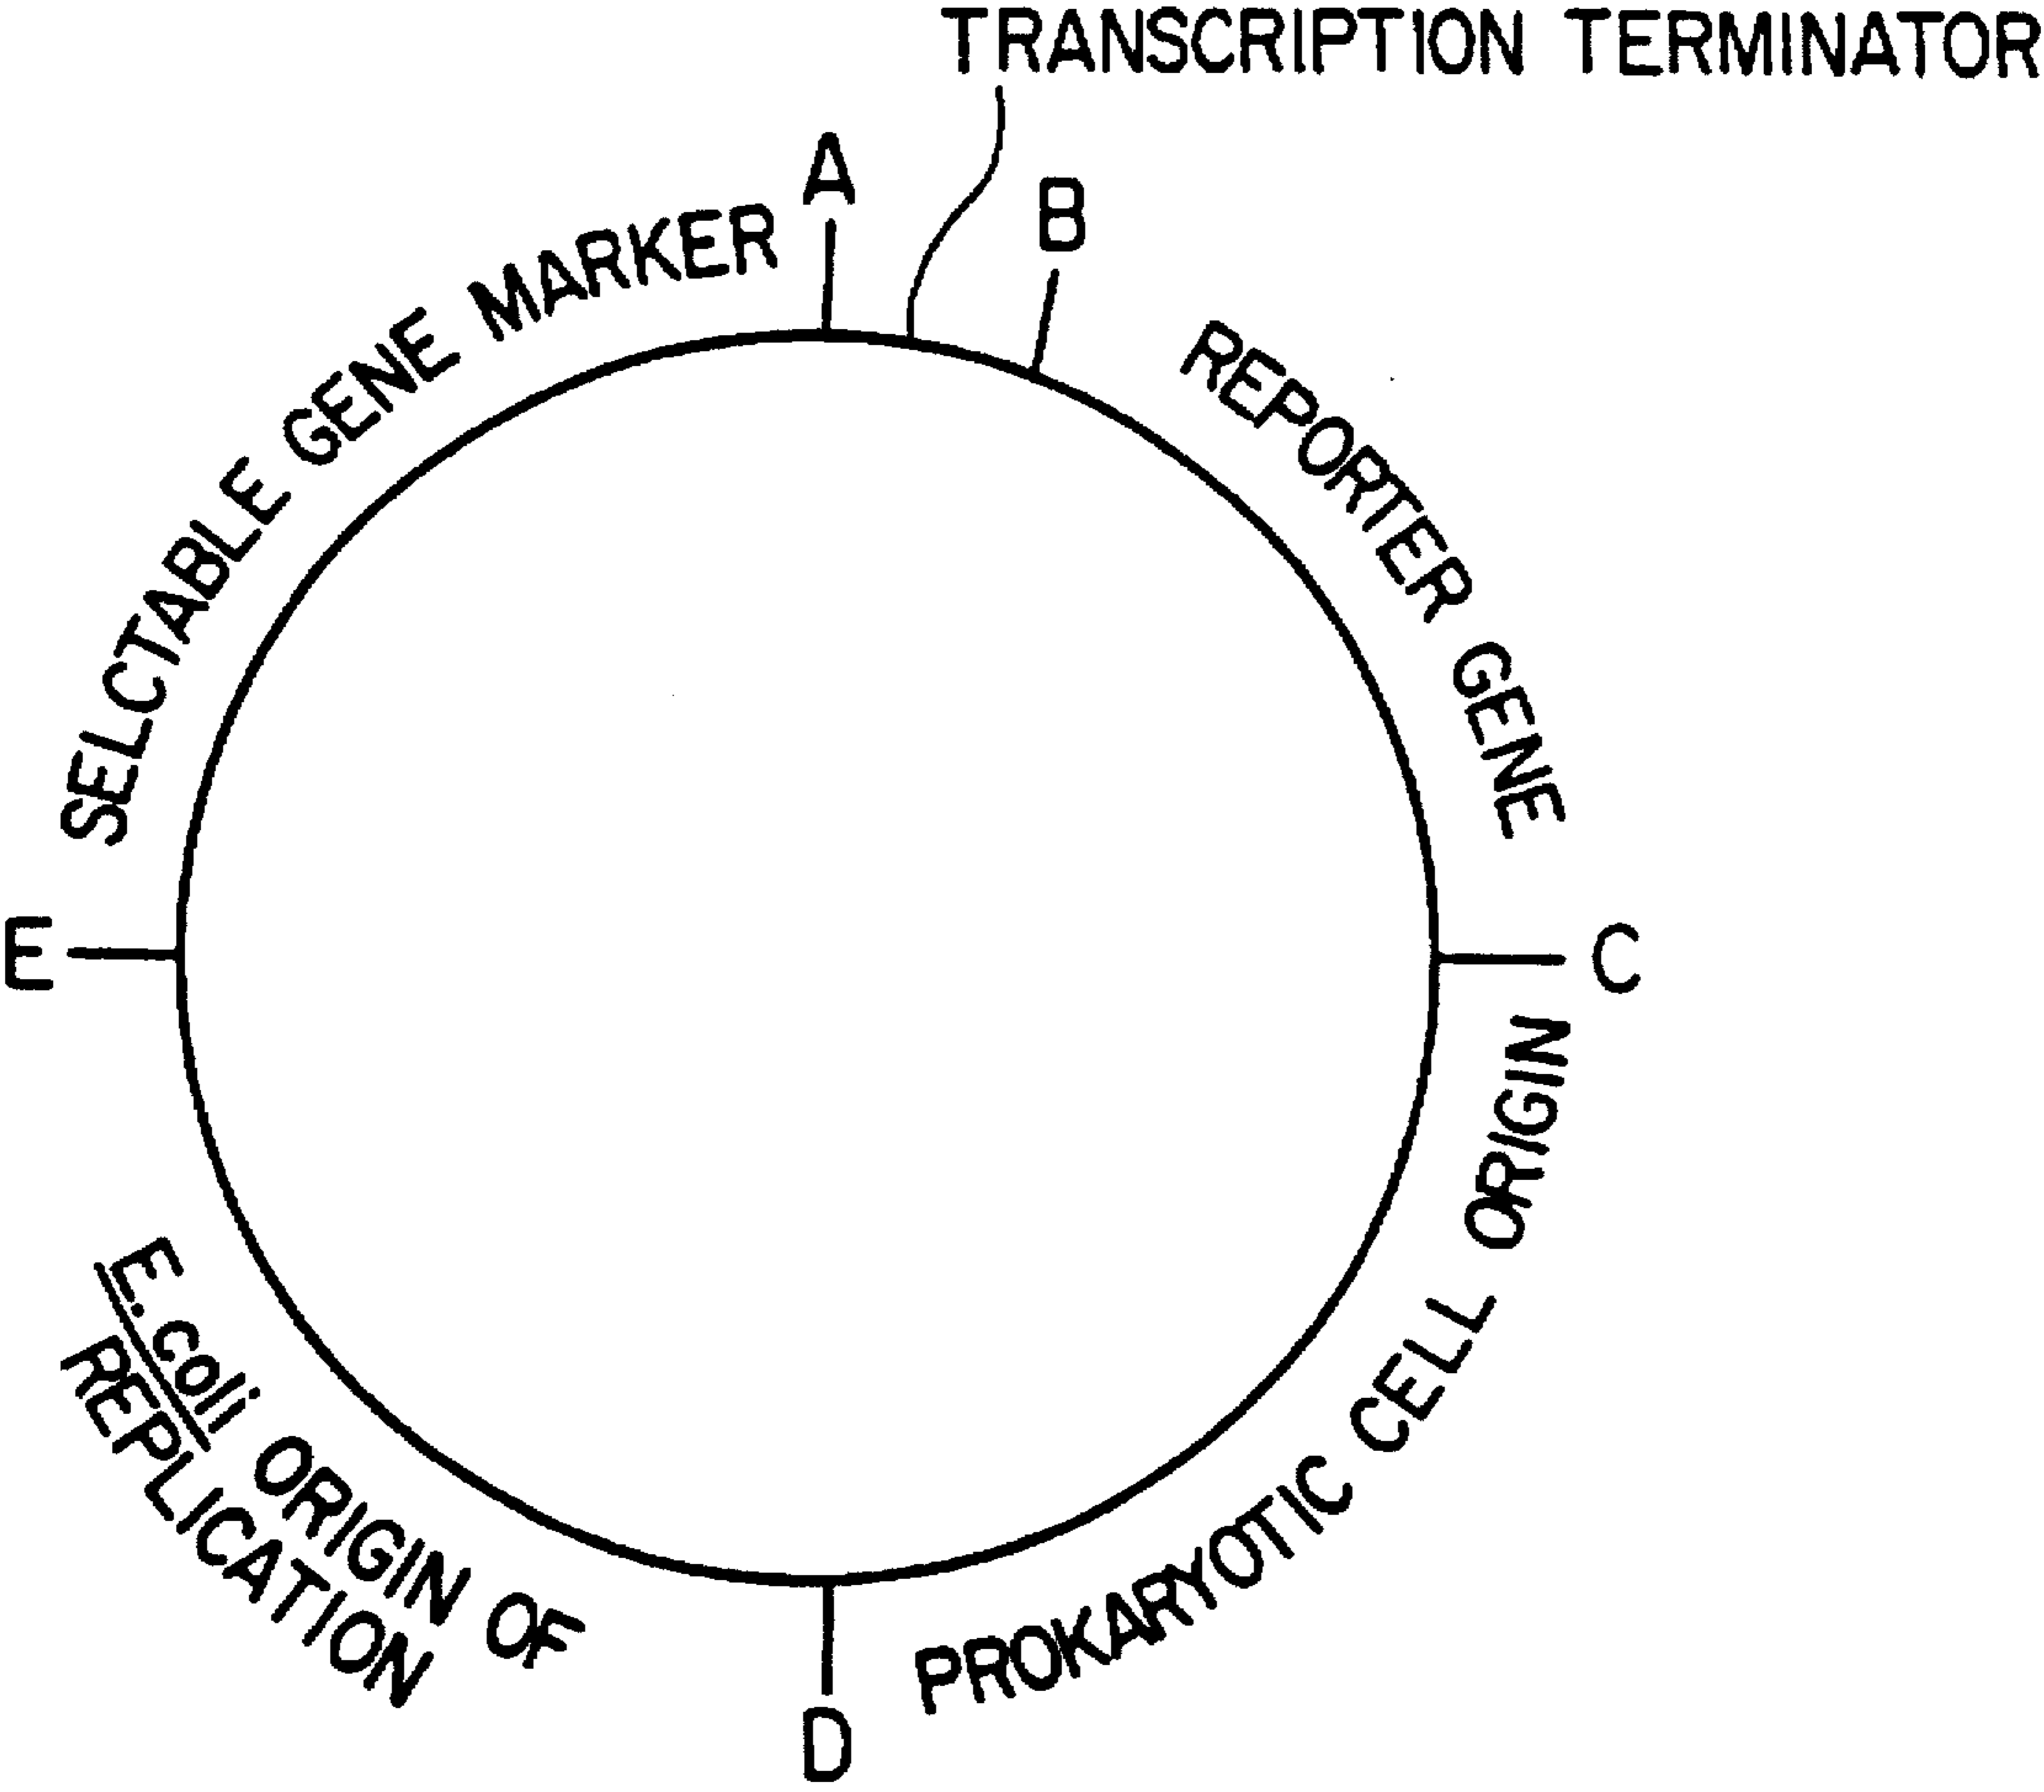 TRANSCRIPTION TERMINATOR
A
B
SELCTABLE GENE MARKER
REPORTER GENE
E
C
PROKARYOTIC CELL ORIGIN
E. coli ORIGIN OF
REPLICATION
D